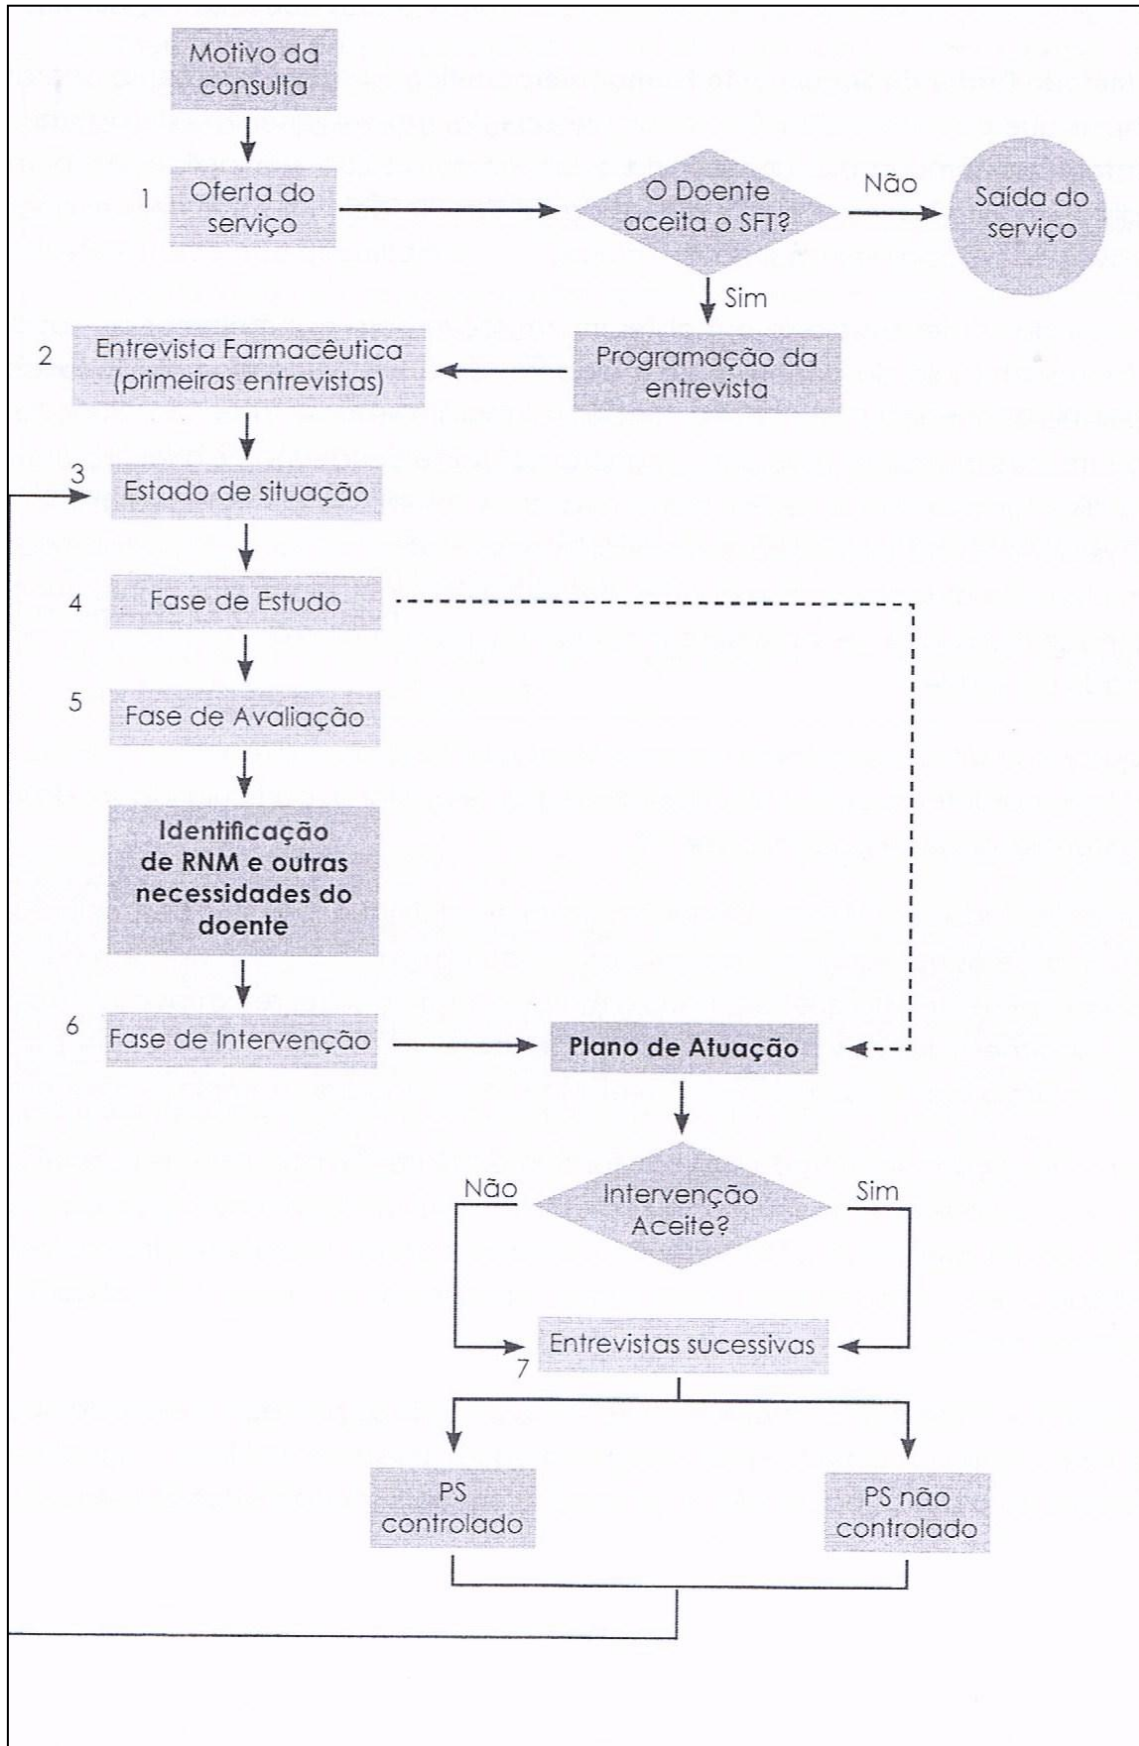 Motivo da
consulta
1
Oferta do
serviço
O Doente
aceita o SFT?
Não
Saída do
serviço
Sim
2
Entrevista Farmacêutica
(primeiras entrevistas)
Programação da
entrevista
3
Estado de situação
4
Fase de Estudo
5
Fase de Avaliação
Identificação
de RNM e outras
necessidades do
doente
6
Fase de Intervenção
Plano de Atuação
Não
Intervenção
Aceite?
Sim
Entrevistas sucessivas
7
PS
controlado
PS não
controlado